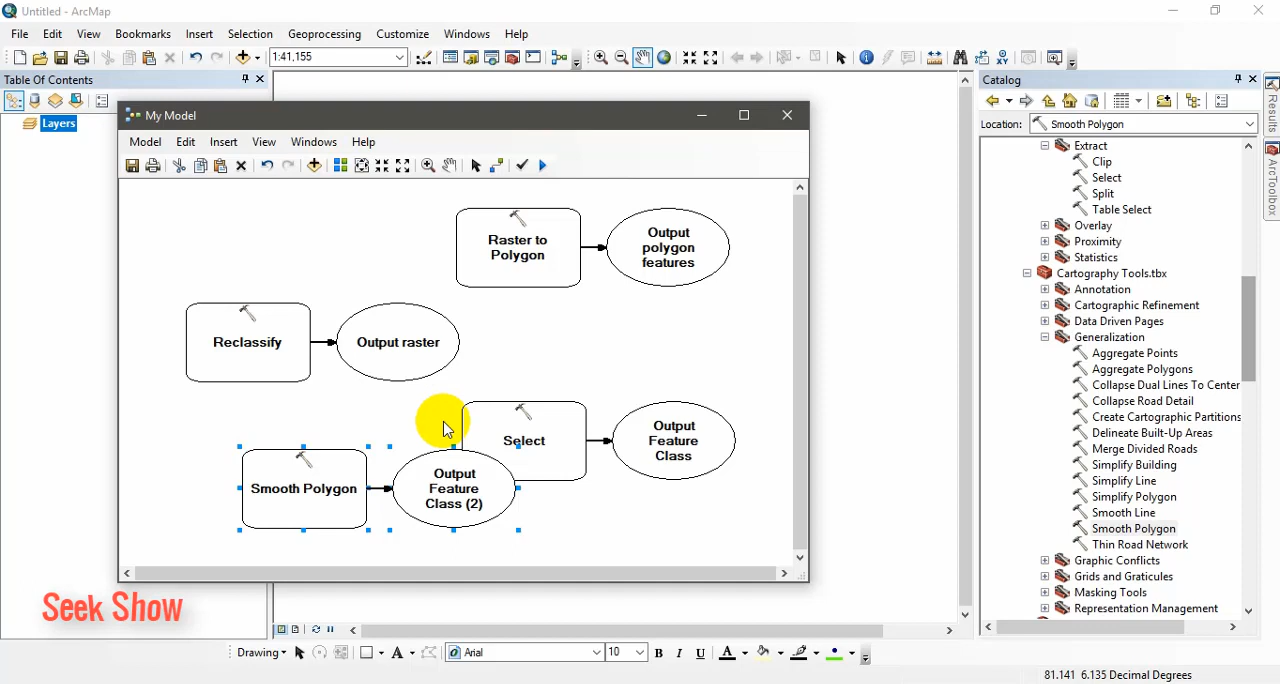 Untitled - ArcMap
File Edit View Bookmarks Insert Selection Geoprocessing Customize Windows Help
1:41,155
Table Of Contents
Layers
My Model
Model Edit Insert View Windows Help
Raster to
Polygon
Output
polygon
features
Reclassify
Output raster
Select
Output
Feature
Class
Smooth Polygon
Output
Feature
Class (2)
Seek Show
Catalog
Location: Smooth Polygon
Extract
Clip
Select
Split
Table Select
Overlay
Proximity
Statistics
Cartography Tools.tbx
Annotation
Cartographic Refinement
Data Driven Pages
Generalization
Aggregate Points
Aggregate Polygons
Collapse Dual Lines To Center
Collapse Road Detail
Create Cartographic Partitions
Delineate Built-Up Areas
Merge Divided Roads
Simplify Building
Simplify Line
Simplify Polygon
Smooth Line
Smooth Polygon
Thin Road Network
Graphic Conflicts
Grids and Graticules
Masking Tools
Representation Management
Results
ArcToolbox
Drawing A Arial 10 B I U A
81.141 6.135 Decimal Degrees